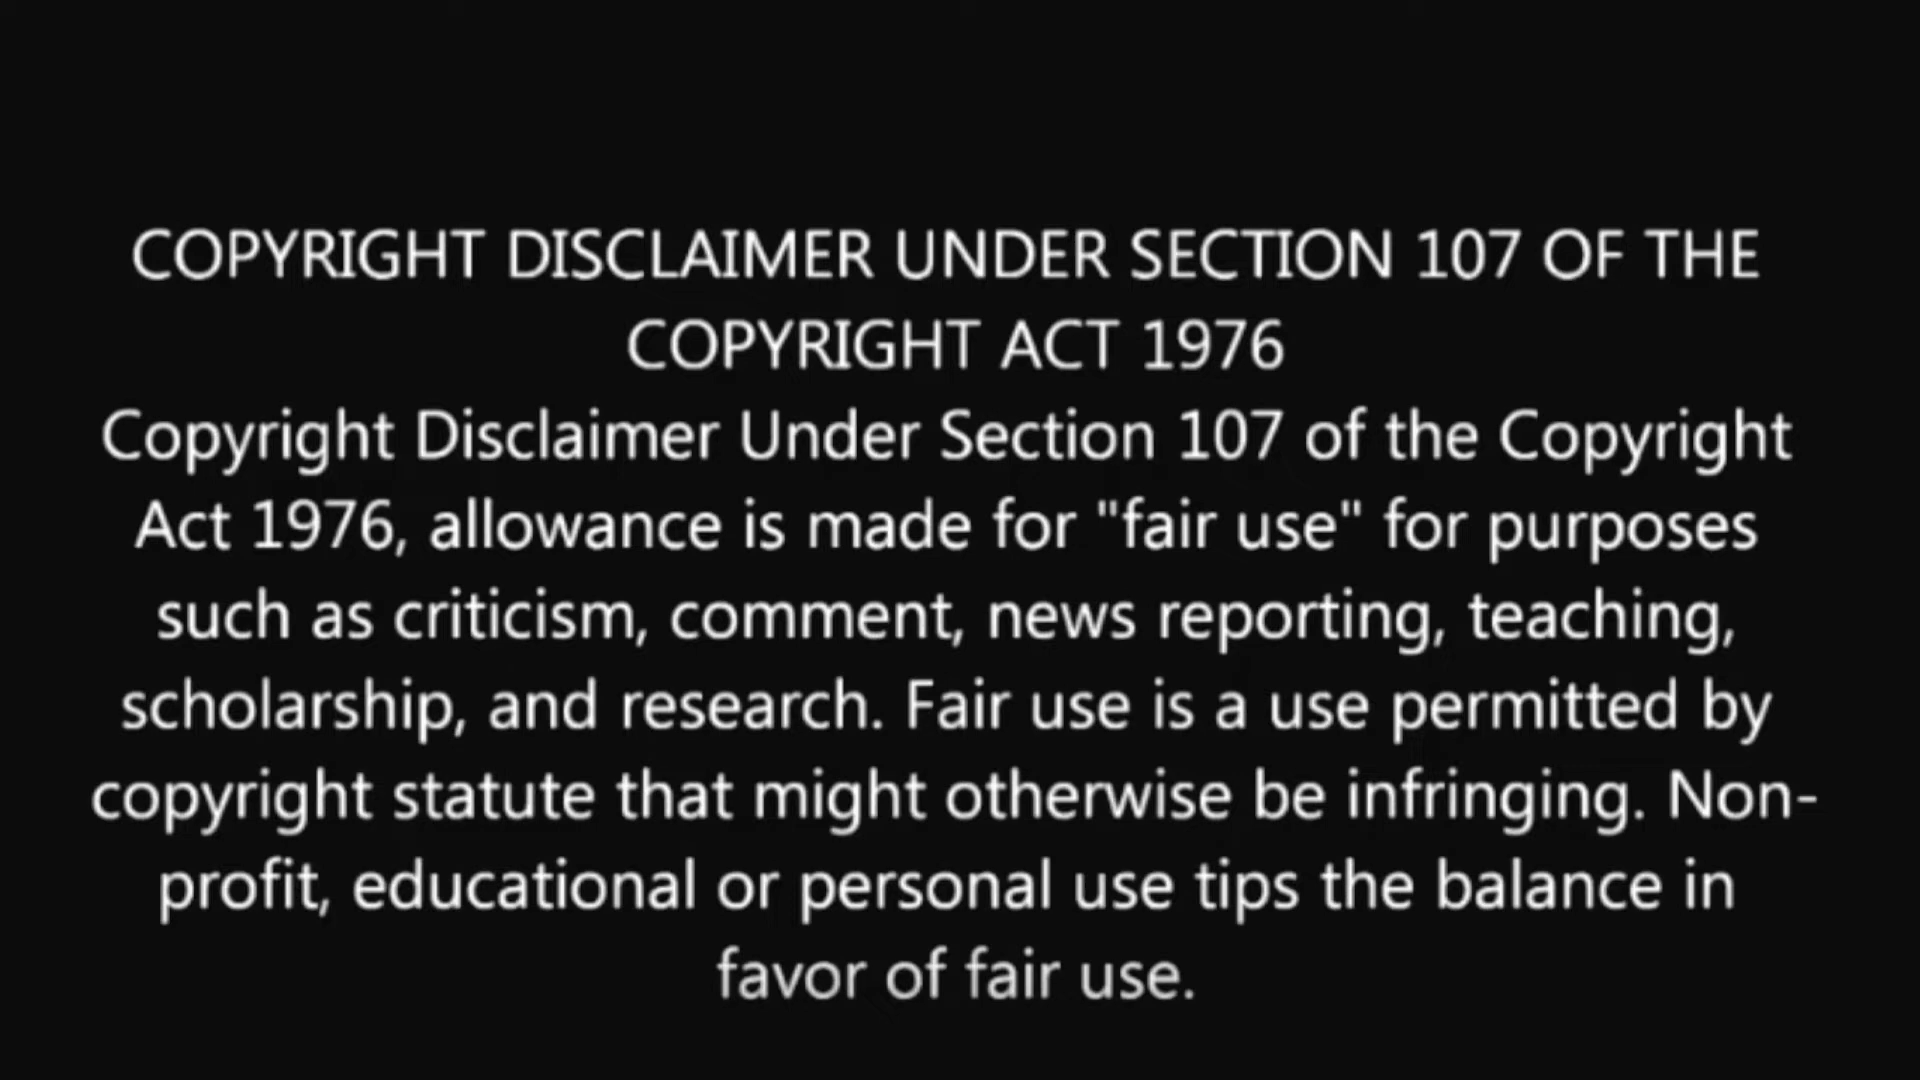 COPYRIGHT DISCLAIMER UNDER SECTION 107 OF THE
COPYRIGHT ACT 1976
Copyright Disclaimer Under Section 107 of the Copyright
Act 1976, allowance is made for "fair use" for purposes
such as criticism, comment, news reporting, teaching,
scholarship, and research. Fair use is a use permitted by
copyright statute that might otherwise be infringing. Non-
profit, educational or personal use tips the balance in
favor of fair use.